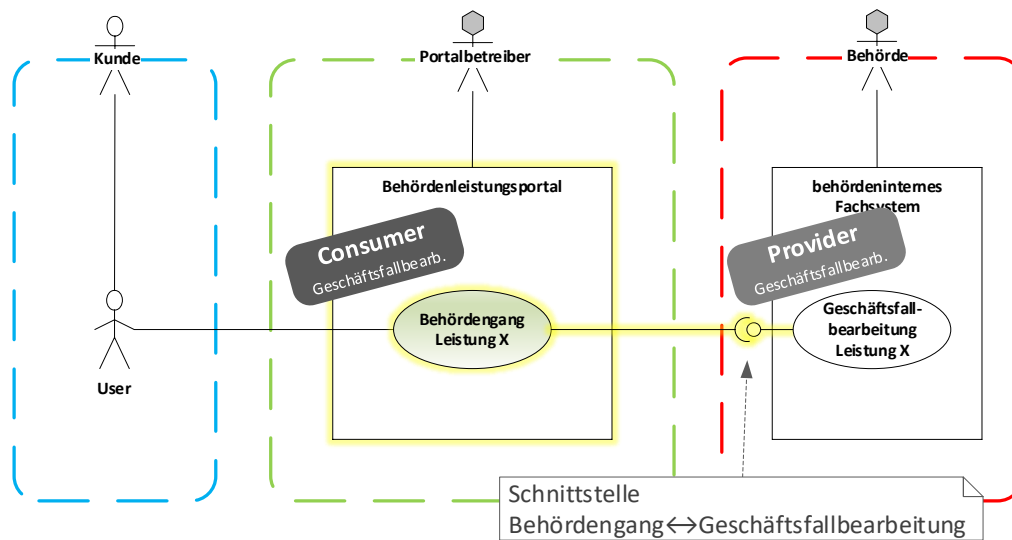 Kunde
Portalbetreiber
Behörde
Behördenleistungsportal
behördeninternes
Fachsystem
Consumer
Geschäftsfallbearb.
Provider
Geschäftsfallbearb.
Behördengang
Leistung X
Geschäftsfall-
bearbeitung
Leistung X
User
Schnittstelle
Behördengang↔Geschäftsfallbearbeitung